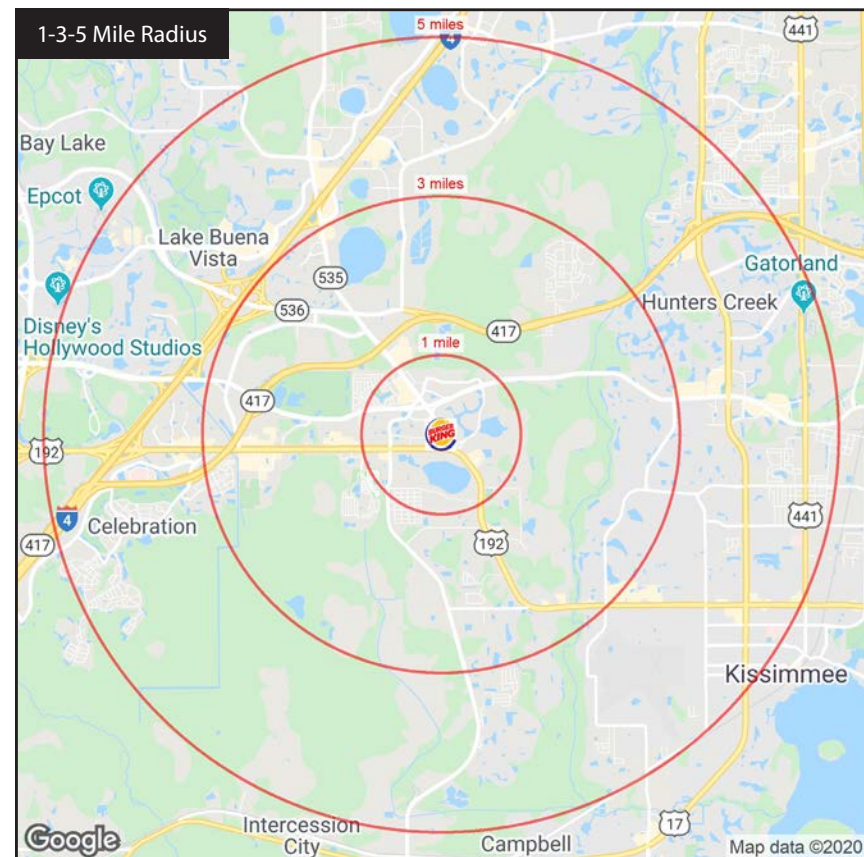 1-3-5 Mile Radius
5 miles
4
441
Bay Lake
Epcot
3 miles
Lake Buena
Vista
535
Gatorland
536
Hunters Creek
Disney's
Hollywood Studios
417
1 mile
417
BURGER
KING
192
4
Celebration
441
417
192
Kissimmee
Intercession
City
Campbell
17
Google
Map data ©2020